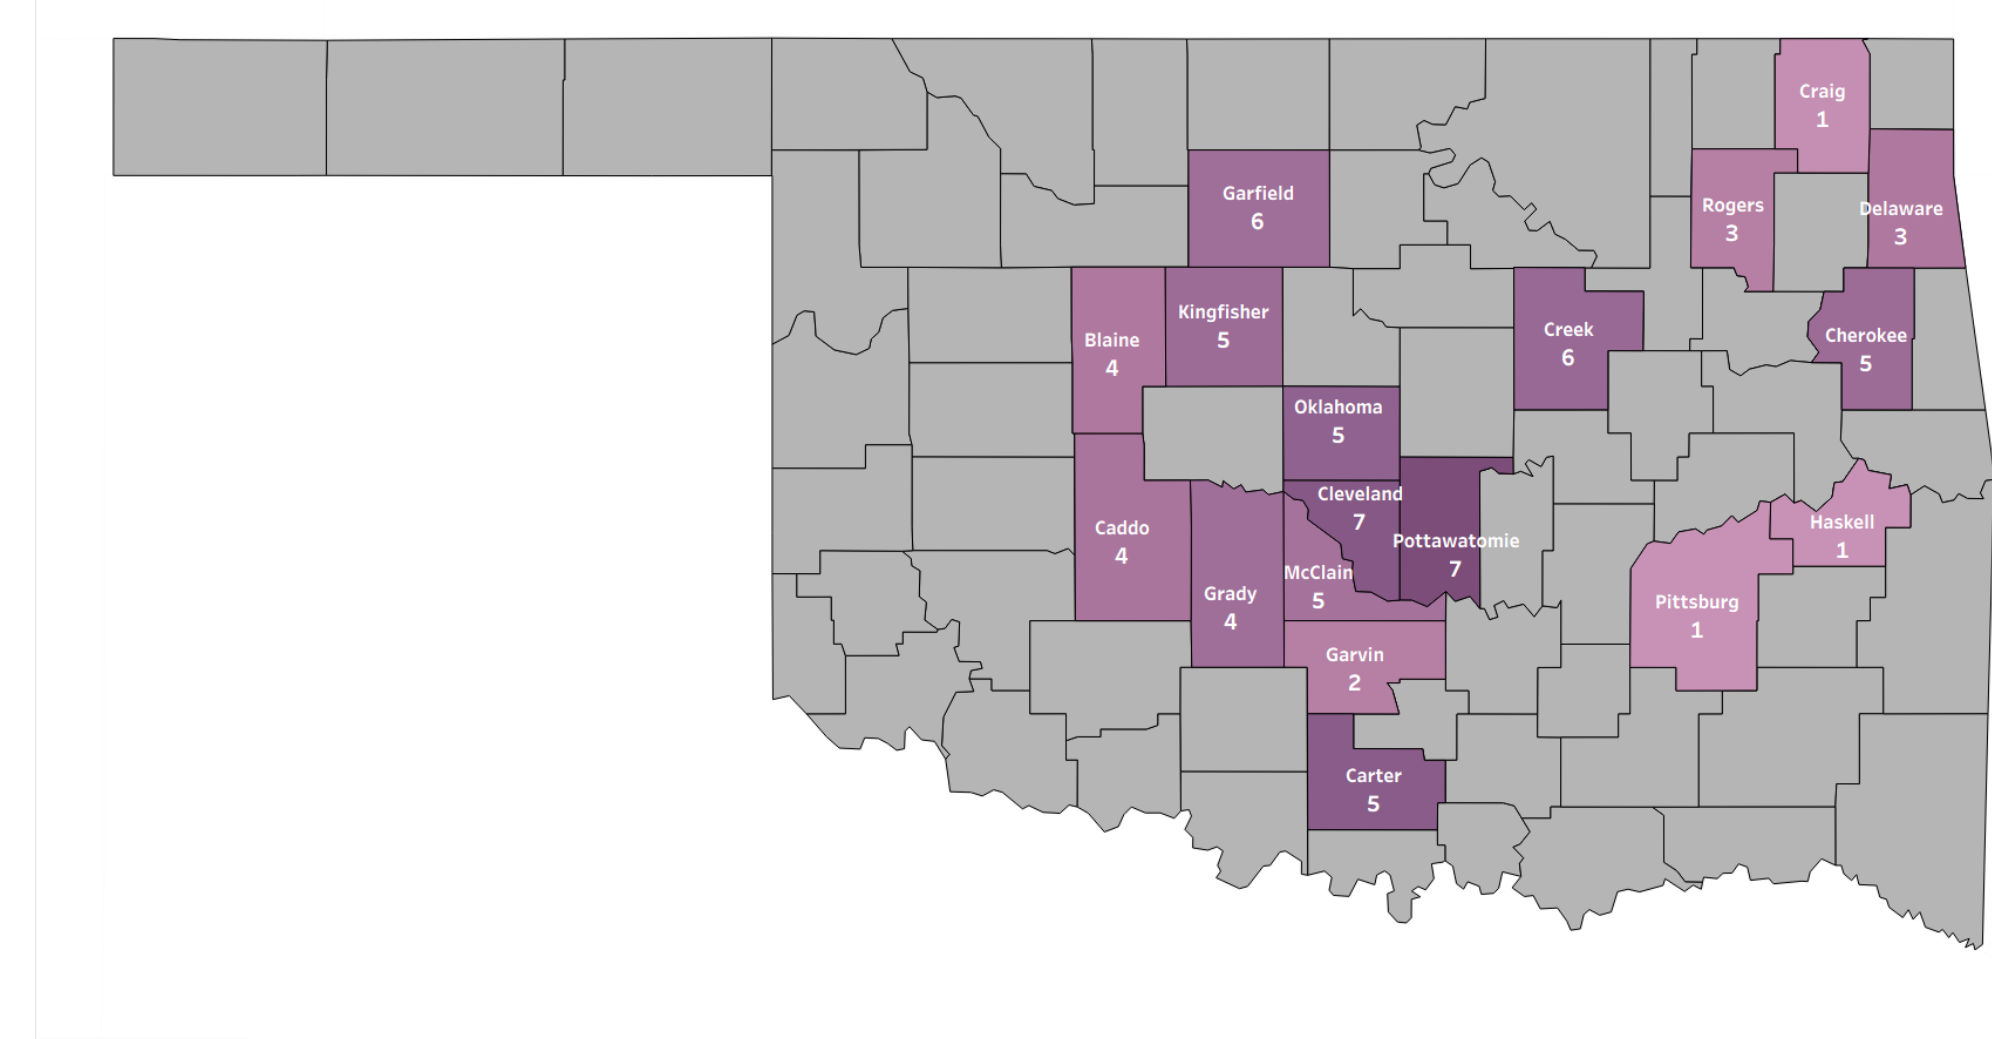 Craig
1
Garfield
6
Rogers
3
Delaware
3
Kingfisher
5
Blaine
4
Creek
6
Cherokee
5
Oklahoma
5
Cleveland
7
Caddo
4
Pottawatomie
7
Haskell
1
McClain
5
Grady
4
Pittsburg
1
Garvin
2
Carter
5